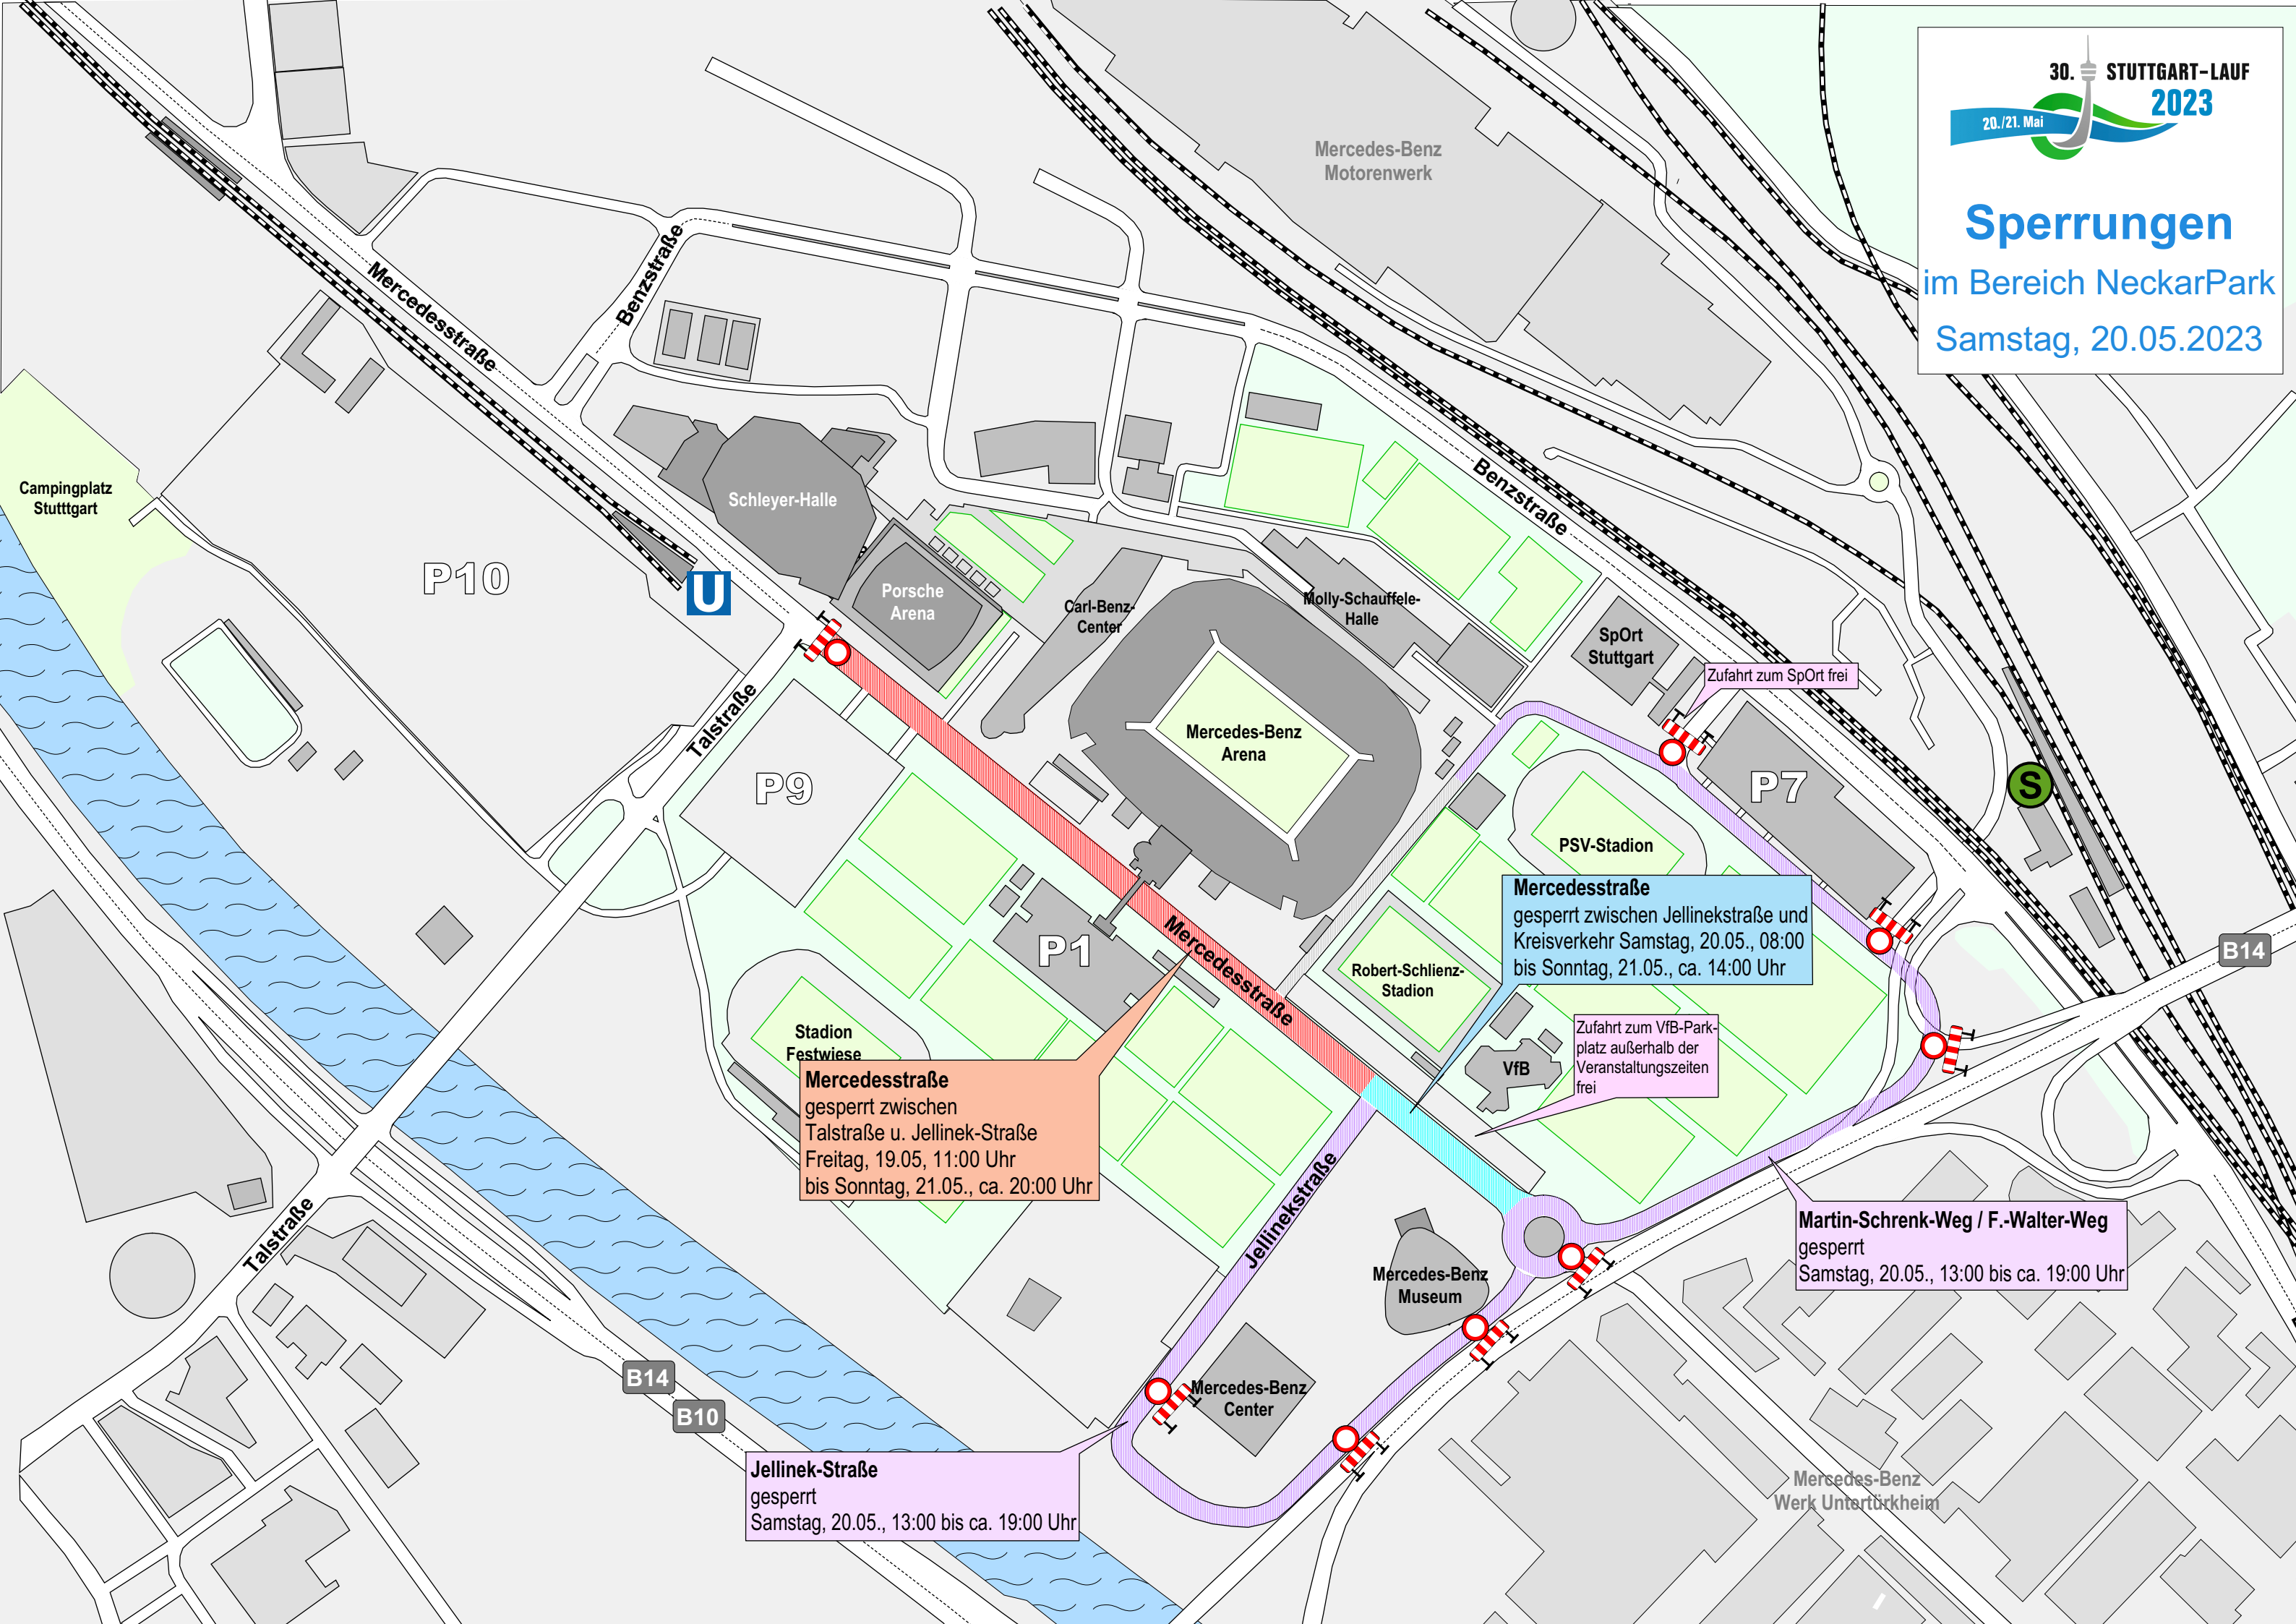 30. STUTTGART-LAUF
2023
20./21. Mai
Sperrungen
im Bereich NeckarPark
Samstag, 20.05.2023
Mercedes-Benz
Motorenwerk
Benzstraße
Mercedesstraße
Campingplatz
Stutttgart
P10
U
Schleyer-Halle
Porsche
Arena
Carl-Benz-
Center
Molly-Schauffele-
Halle
Benzstraße
SpOrt
Stuttgart
Zufahrt zum SpOrt frei
Talstraße
P9
Mercedes-Benz
Arena
P7
S
PSV-Stadion
Mercedesstraße
gesperrt zwischen Jellinekstraße und
Kreisverkehr Samstag, 20.05., 08:00
bis Sonntag, 21.05., ca. 14:00 Uhr
B14
P1
Mercedesstraße
Robert-Schlienz-
Stadion
Zufahrt zum VfB-Park-
platz außerhalb der
Veranstaltungszeiten
frei
VfB
Stadion
Festwiese
Mercedesstraße
gesperrt zwischen
Talstraße u. Jellinek-Straße
Freitag, 19.05, 11:00 Uhr
bis Sonntag, 21.05., ca. 20:00 Uhr
Talstraße
Jellinekstraße
Martin-Schrenk-Weg / F.-Walter-Weg
gesperrt
Samstag, 20.05., 13:00 bis ca. 19:00 Uhr
Mercedes-Benz
Museum
B14
B10
Mercedes-Benz
Center
Jellinek-Straße
gesperrt
Samstag, 20.05., 13:00 bis ca. 19:00 Uhr
Mercedes-Benz
Werk Untertürkheim